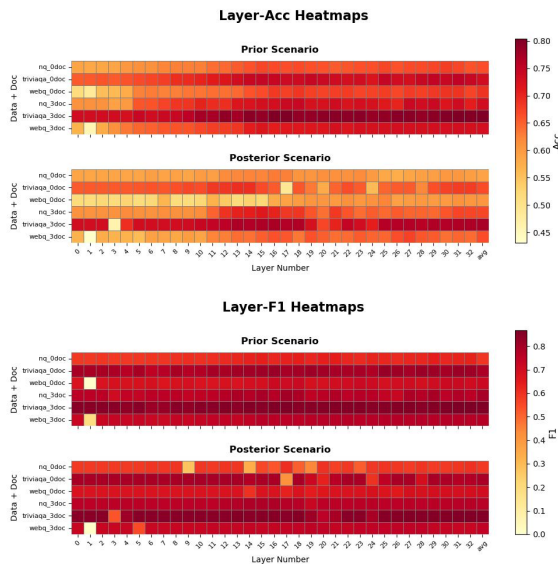 Layer-Acc Heatmaps
Prior Scenario
Data + Doc
nq_0doc
triviaqa_0doc
webq_0doc
nq_3doc
triviaqa_3doc
webq_3doc
Posterior Scenario
Data + Doc
nq_0doc
triviaqa_0doc
webq_0doc
nq_3doc
triviaqa_3doc
webq_3doc
0 1 2 3 4 5 6 7 8 9 10 11 12 13 14 15 16 17 18 19 20 21 22 23 24 25 26 27 28 29 30 31 32 avg
Layer Number
0.80
0.75
0.70
0.65
0.60
0.55
0.50
0.45
Acc
Layer-F1 Heatmaps
Prior Scenario
Data + Doc
nq_0doc
triviaqa_0doc
webq_0doc
nq_3doc
triviaqa_3doc
webq_3doc
Posterior Scenario
Data + Doc
nq_0doc
triviaqa_0doc
webq_0doc
nq_3doc
triviaqa_3doc
webq_3doc
0 1 2 3 4 5 6 7 8 9 10 11 12 13 14 15 16 17 18 19 20 21 22 23 24 25 26 27 28 29 30 31 32 avg
Layer Number
0.8
0.7
0.6
0.5
0.4
0.3
0.2
0.1
0.0
F1